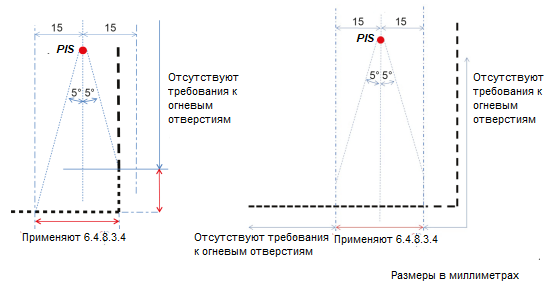 15 15
PIS
5° 5°
Отсутствуют
требования к
огневым
отверстиям
Применяют 6.4.8.3.4
15 15
PIS
5° 5°
Отсутствуют
требования к
огневым
отверстиям
Отсутствуют требования
к огневым отверстиям
Применяют 6.4.8.3.4
Размеры в миллиметрах